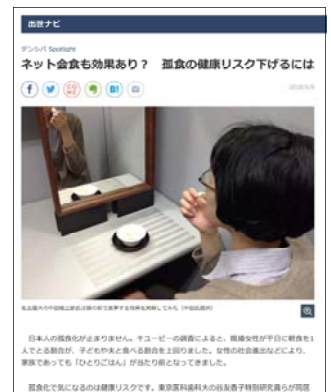 出世ナビ
デンシバ Spotlight
ネット会食も効果あり？ 孤食の健康リスク下げるには
B!
日本人の孤食化が止まりません。キユーピーの調査によると、既婚女性が平日に朝食を1
人でとる割合が、子どもや夫と食べる割合を上回りました。女性の社会進出などにより、
家族であっても「ひとりごはん」が当たり前となってきました。
孤食化で気になるのは健康リスクです。東京医科歯科大の谷友香子特別研究員らが同医